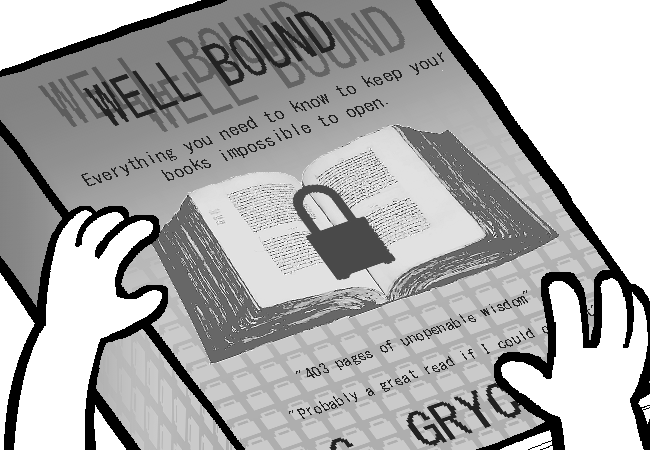 WELL BOUND
Everything you need to know to keep your
books impossible to open.
"403 pages of unopenable wisdom"
"Probably a great read if I could
GRYC